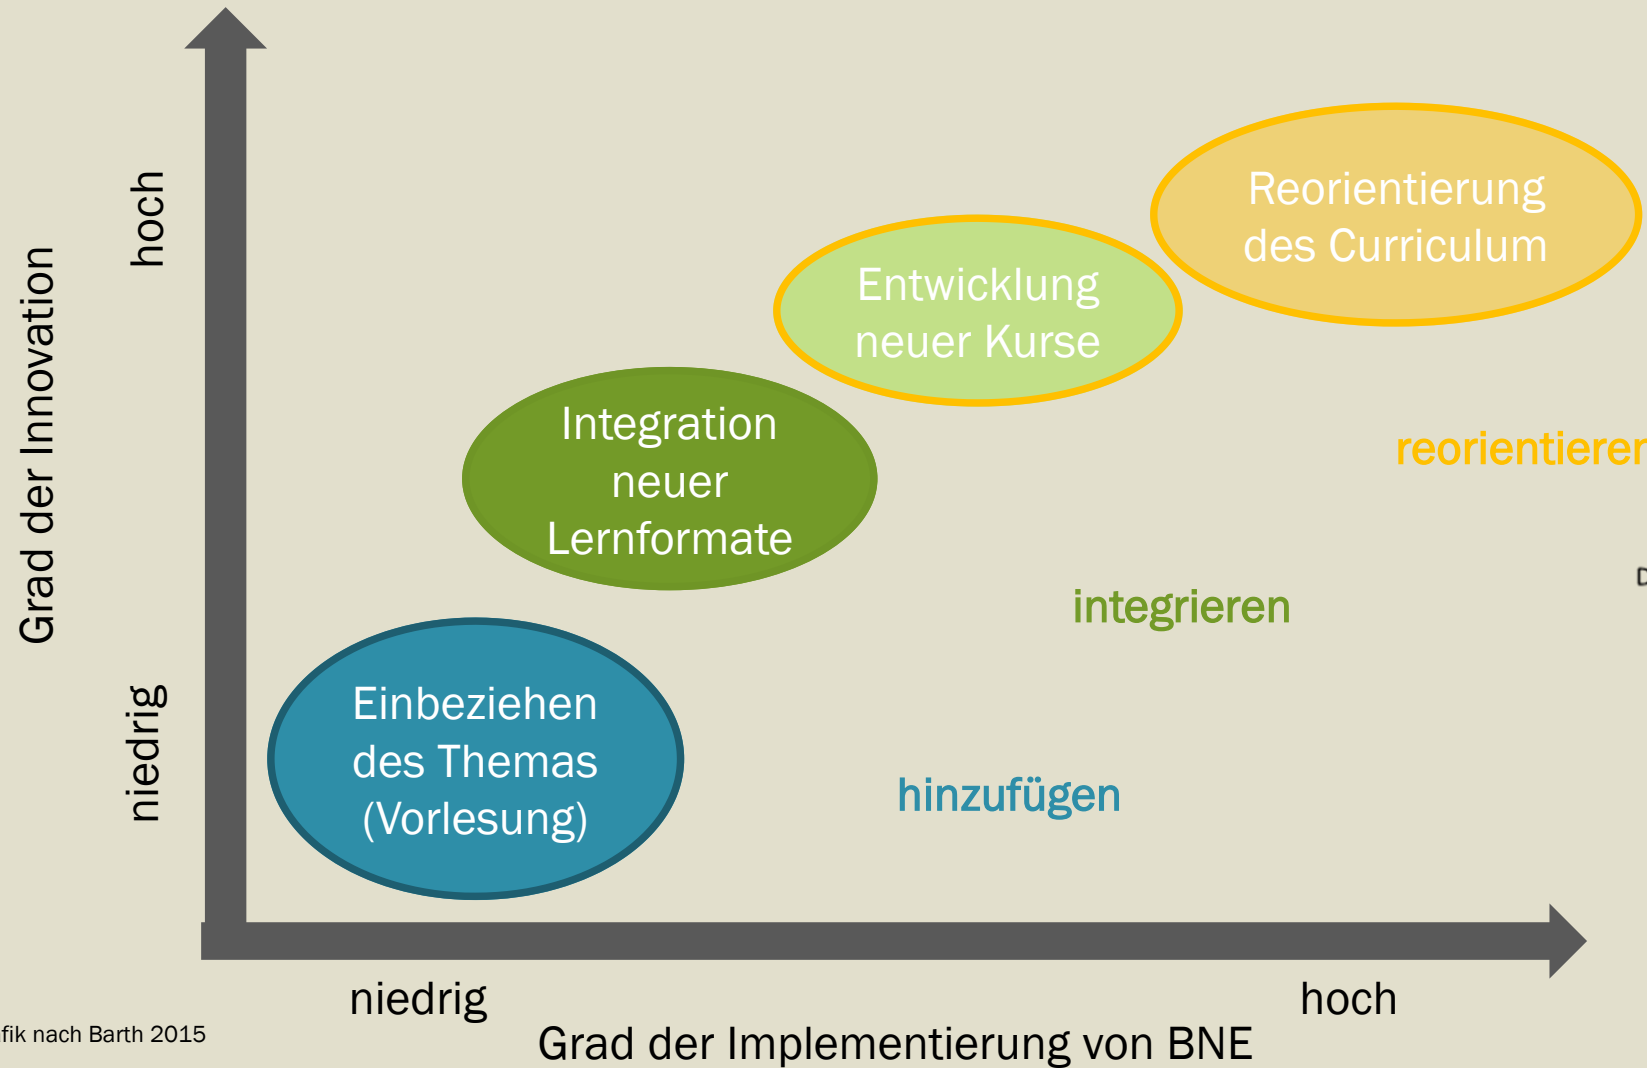 Grad der Innovation
hoch
niedrig
Reorientierung
des Curriculum
Entwicklung
neuer Kurse
Integration
neuer
Lernformate
Einbeziehen
des Themas
(Vorlesung)
reorientieren
integrieren
hinzufügen
niedrig
hoch
Grad der Implementierung von BNE
nach Barth 2015